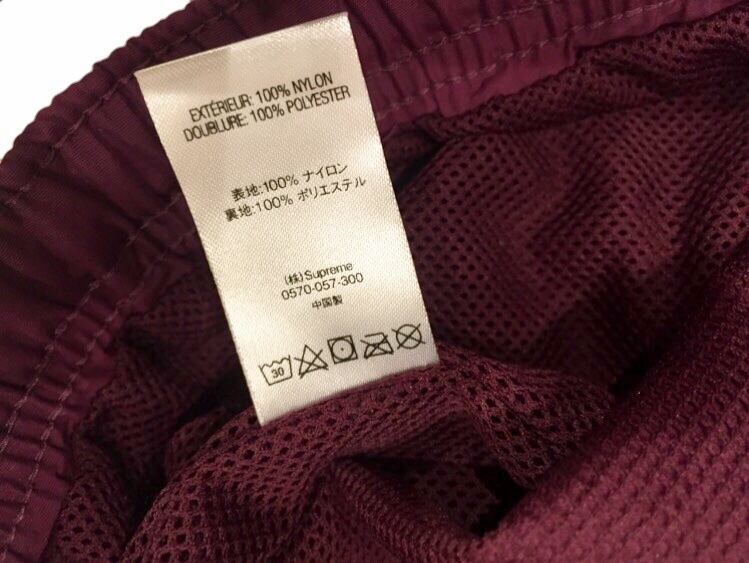 EXTÉRIEUR: 100% NYLON
DOUBLURE: 100% POLYESTER
表地:100% ナイロン
裏地:100% ポリエステル
(株)Supreme
0570-057-300
中国製
30